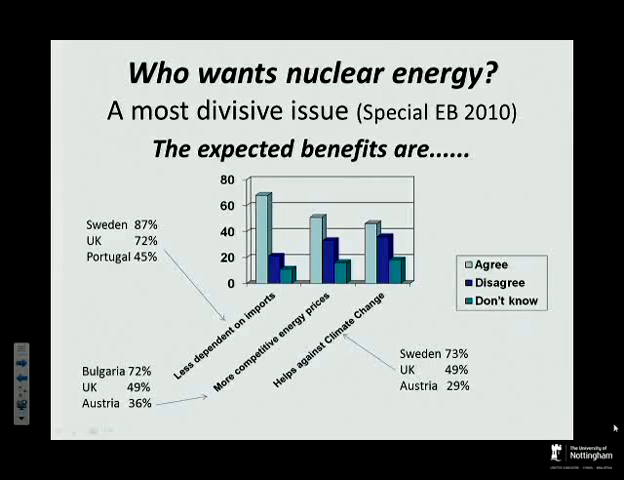 Who wants nuclear energy?
A most divisive issue (Special EB 2010)
The expected benefits are......
80
60
40
20
0
Sweden 87%
UK 72%
Portugal 45%
Agree
Disagree
Don't know
Less dependent on imports
More competitive energy prices
Helps against Climate Change
Bulgaria 72%
UK 49%
Austria 36%
Sweden 73%
UK 49%
Austria 29%
The University of
Nottingham